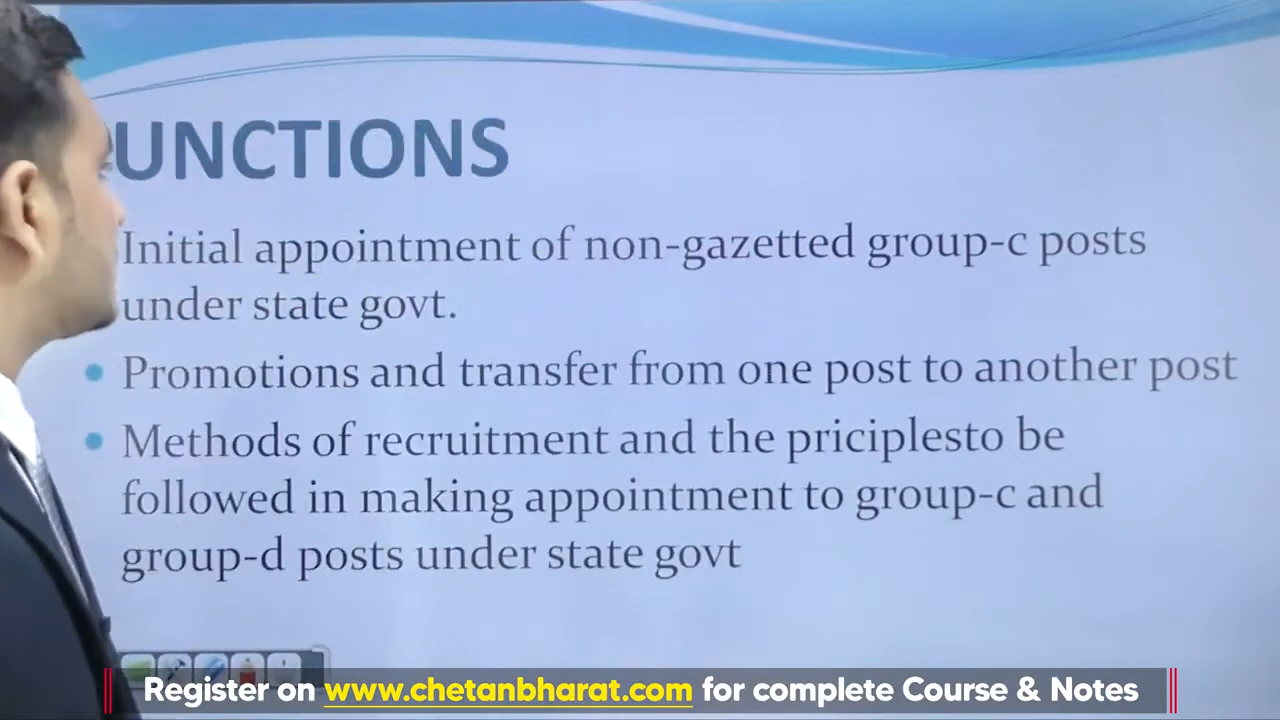 UNCTIONS
Initial appointment of non-gazetted group-c posts
under state govt.
• Promotions and transfer from one post to another post
• Methods of recruitment and the priciplesto be
followed in making appointment to group-c and
group-d posts under state govt
Register on www.chetanbharat.com for complete Course & Notes